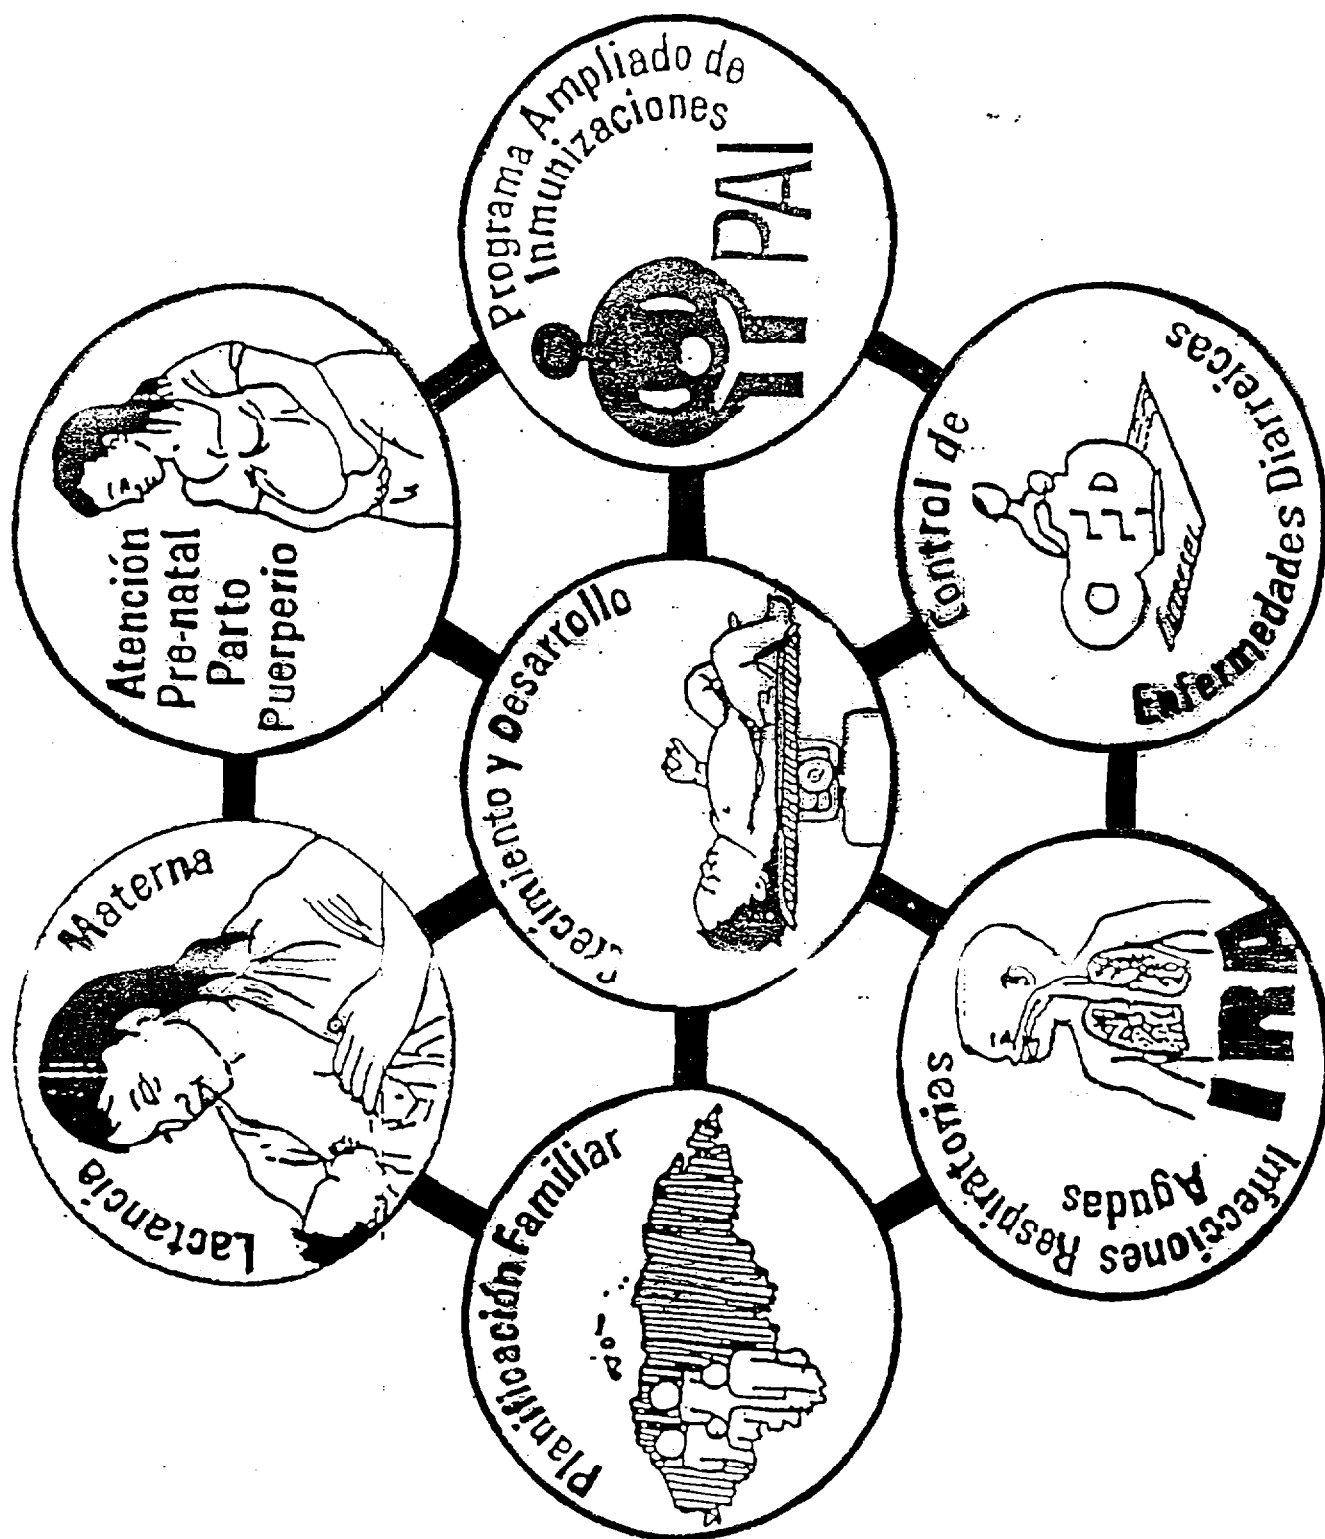 Programa Ampliado de
Inmunizaciones
PAI
Atención
Pre-natal
Parto
Puerperio
Control de
Enfermedades Diarreicas
CED
Crecimiento y Desarrollo
Lactancia Materna
Infecciones Respiratorias
Agudas
IRA
Planificación Familiar